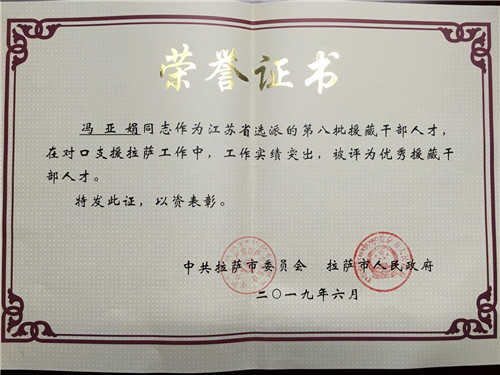 荣誉证书
冯亚娟同志作为江苏省选派的第八批援藏干部人才，
在对口支援拉萨工作中，工作实绩突出，被评为优秀援藏干
部人才。
特发此证，以资表彰。
中共拉萨市委员会 拉萨市人民政府
二〇一九年六月